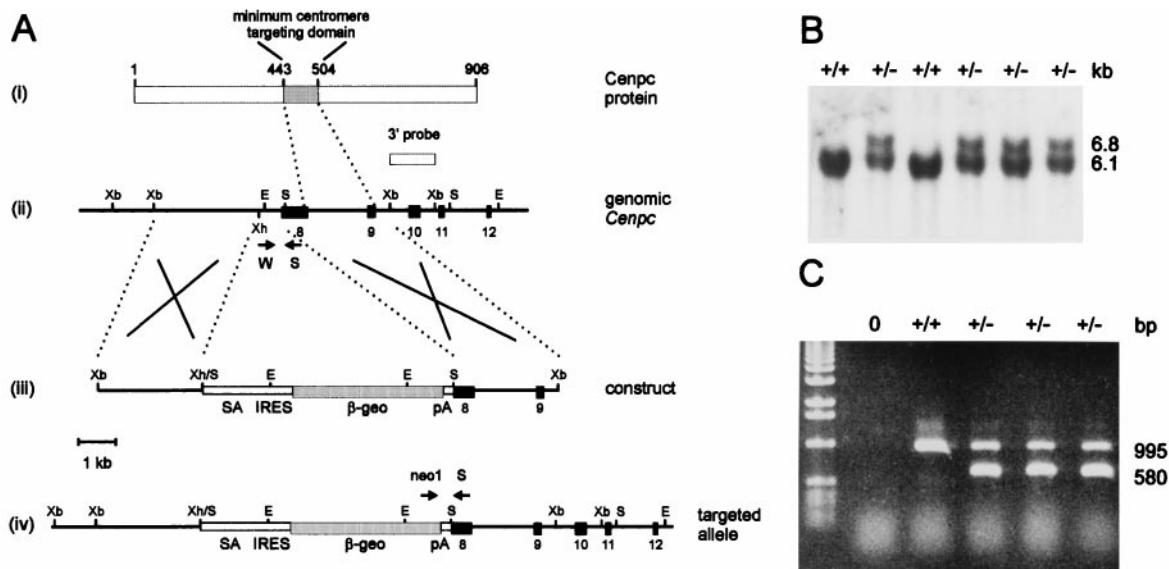 A
minimum centromere
targeting domain
1 443 504 906
(i) Cenpc
protein
3' probe
Xb Xb E S Xb Xb S E
(ii) genomic
Cenpc
Xh 8 9 10 11 12
W S
Xb Xh/S E E S Xb
(iii) construct
SA IRES β-geo pA 8 9
1 kb
neo1 S
Xb Xb Xh/S E E S Xb Xb S E
(iv) targeted
allele
SA IRES β-geo pA 8 9 10 11 12
B
+/+ +/- +/+ +/- +/- +/- kb
6.8
6.1
C
0 +/+ +/- +/- +/- bp
995
580